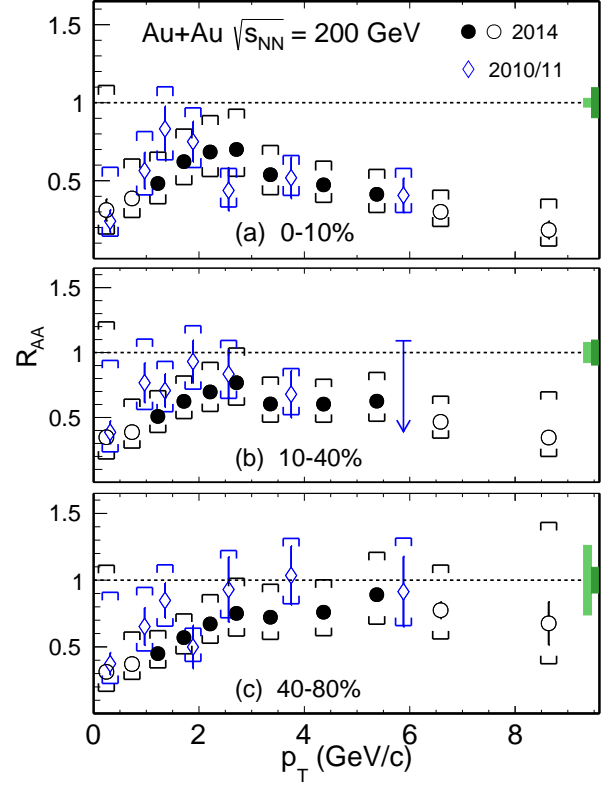 Au+Au √s_NN = 200 GeV
2014
2010/11
1.5
1
0.5
(a) 0-10%
R_AA
1.5
1
0.5
(b) 10-40%
1.5
1
0.5
(c) 40-80%
0 2 4 6 8
p_T (GeV/c)